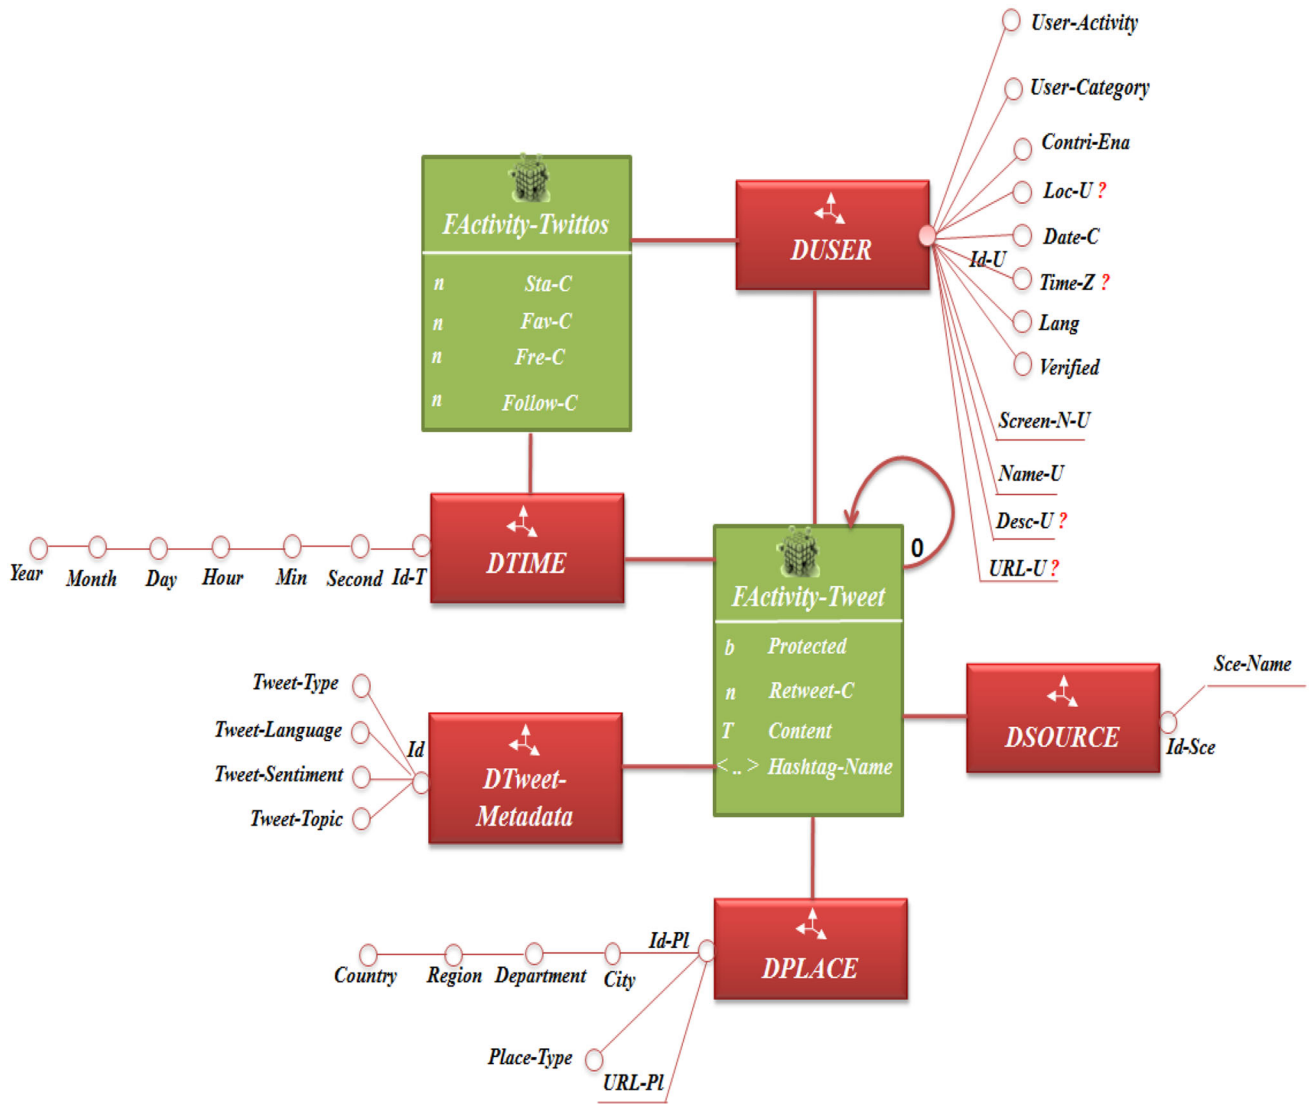 User-Activity
User-Category
Contri-Ena
Loc-U ?
Date-C
Id-U
Time-Z ?
Lang
Verified
Screen-N-U
Name-U
Desc-U ?
URL-U ?
FActivity-Twittos
n Sta-C
n Fav-C
n Fre-C
n Follow-C
DUSER
DTIME
Year
Month
Day
Hour
Min
Second
Id-T
0
FActivity-Tweet
b Protected
n Retweet-C
T Content
< .. > Hashtag-Name
Tweet-Type
Tweet-Language
Tweet-Sentiment
Tweet-Topic
Id
DTweet-
Metadata
DSOURCE
Sce-Name
Id-Sce
DPLACE
Id-Pl
Country
Region
Department
City
Place-Type
URL-Pl